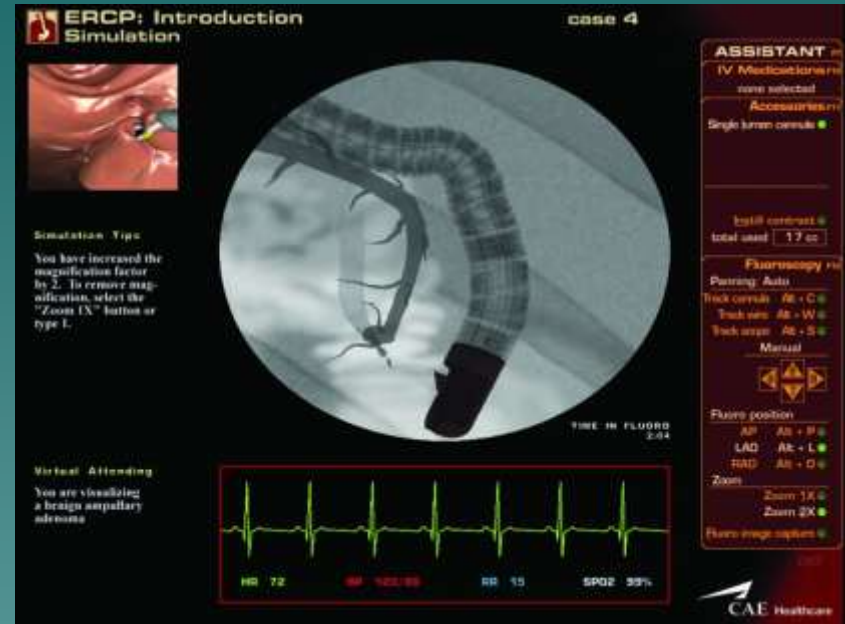 ERCP: Introduction
Simulation
case 4
Simulation Tips
You have increased the
magnification factor
by 2. To remove mag-
nification, select the
"Zoom 1X" button or
type 1.
Virtual Attending
You are visualizing
a benign ampullary
adenoma
TIME IN FLUORO
2:04
HR 72
RR 15
SPO2 99%
ASSISTANT
IV Medications
none selected
Accessories
Single lumen cannula
Instill contrast
total used 17 cc
Fluoroscopy
Panning: Auto
Track cannula Alt + C
Track wire Alt + W
Track scope Alt + S
Manual
Fluoro position
AP Alt + P
LAO Alt + L
RAO Alt + O
Zoom
Zoom 1X
Zoom 2X
Fluoro image capture
CAE Healthcare